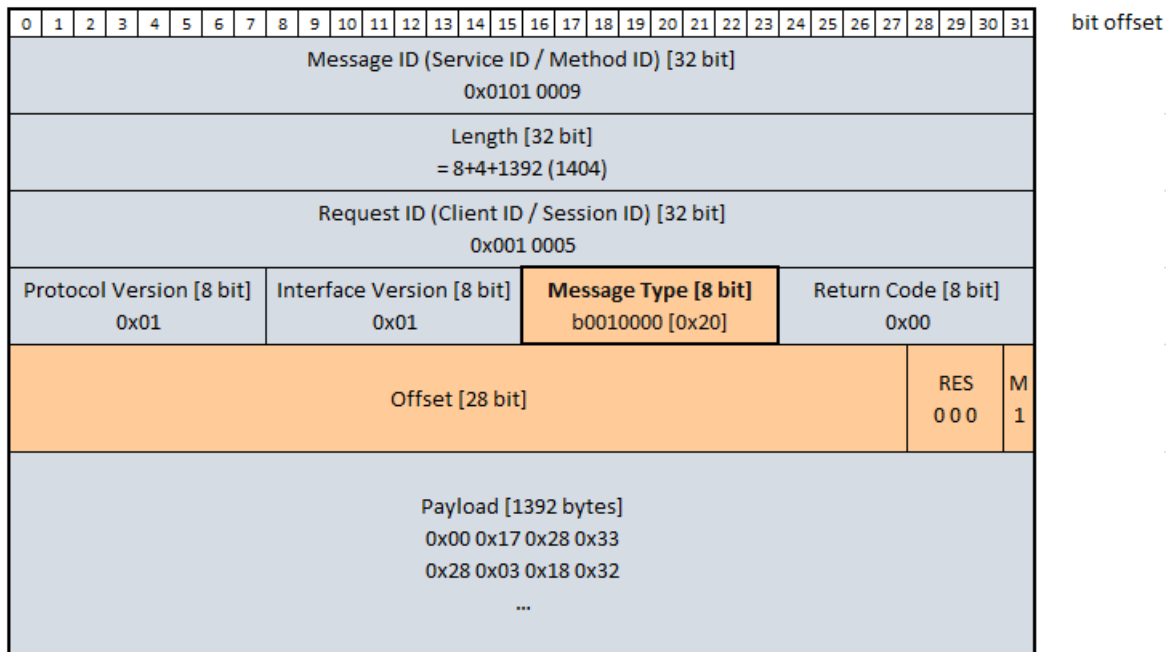 0 1 2 3 4 5 6 7 8 9 10 11 12 13 14 15 16 17 18 19 20 21 22 23 24 25 26 27 28 29 30 31 bit offset
Message ID (Service ID / Method ID) [32 bit]
0x0101 0009
Length [32 bit]
= 8+4+1392 (1404)
Request ID (Client ID / Session ID) [32 bit]
0x001 0005
Protocol Version [8 bit] Interface Version [8 bit] Message Type [8 bit] Return Code [8 bit]
0x01 0x01 b0010000 [0x20] 0x00
Offset [28 bit]
RES M
0 0 0 1
Payload [1392 bytes]
0x00 0x17 0x28 0x33
0x28 0x03 0x18 0x32
...